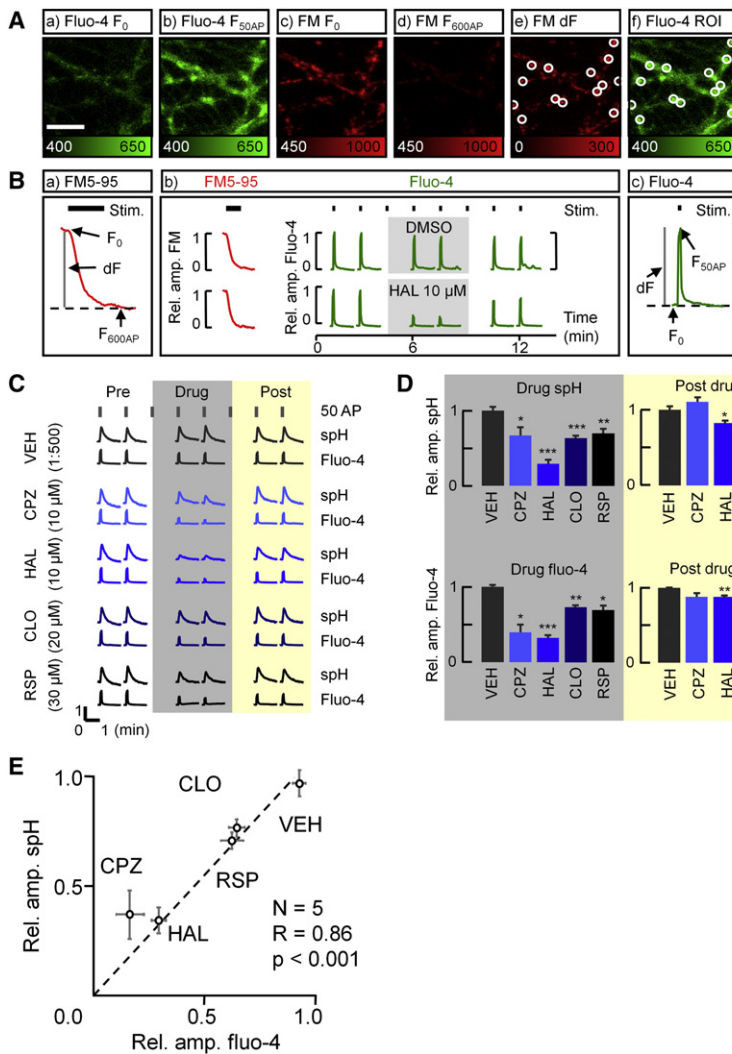 A
a) Fluo-4 F0
b) Fluo-4 F50AP
c) FM F0
d) FM F600AP
e) FM dF
f) Fluo-4 ROI
400 650
400 650
450 1000
450 1000
0 300
400 650
B
a) FM5-95
Stim.
F0
dF
F600AP
b) FM5-95 Fluo-4
Stim.
Rel. amp. FM
1
0
1
0
Rel. amp. Fluo-4
1
0
1
0
DMSO
HAL 10 µM
Time
(min)
0 6 12
c) Fluo-4
Stim.
F50AP
dF
F0
C
Pre Drug Post
50 AP
VEH
(1:500)
spH
Fluo-4
CPZ
(10 µM)
spH
Fluo-4
HAL
(10 µM)
spH
Fluo-4
CLO
(20 µM)
spH
Fluo-4
RSP
(30 µM)
spH
Fluo-4
1
0 1 (min)
D
Drug spH
Rel. amp. spH
1
0
* *** *** **
VEH CPZ HAL CLO RSP
Post drug
1
0
*
VEH CPZ HAL
Drug fluo-4
Rel. amp. Fluo-4
1
0
* *** ** *
VEH CPZ HAL CLO RSP
Post drug
1
0
**
VEH CPZ HAL
E
Rel. amp. spH
1.0
0.5
0.0
CLO
VEH
CPZ
RSP
HAL
N = 5
R = 0.86
p < 0.001
0.5 1.0
Rel. amp. fluo-4